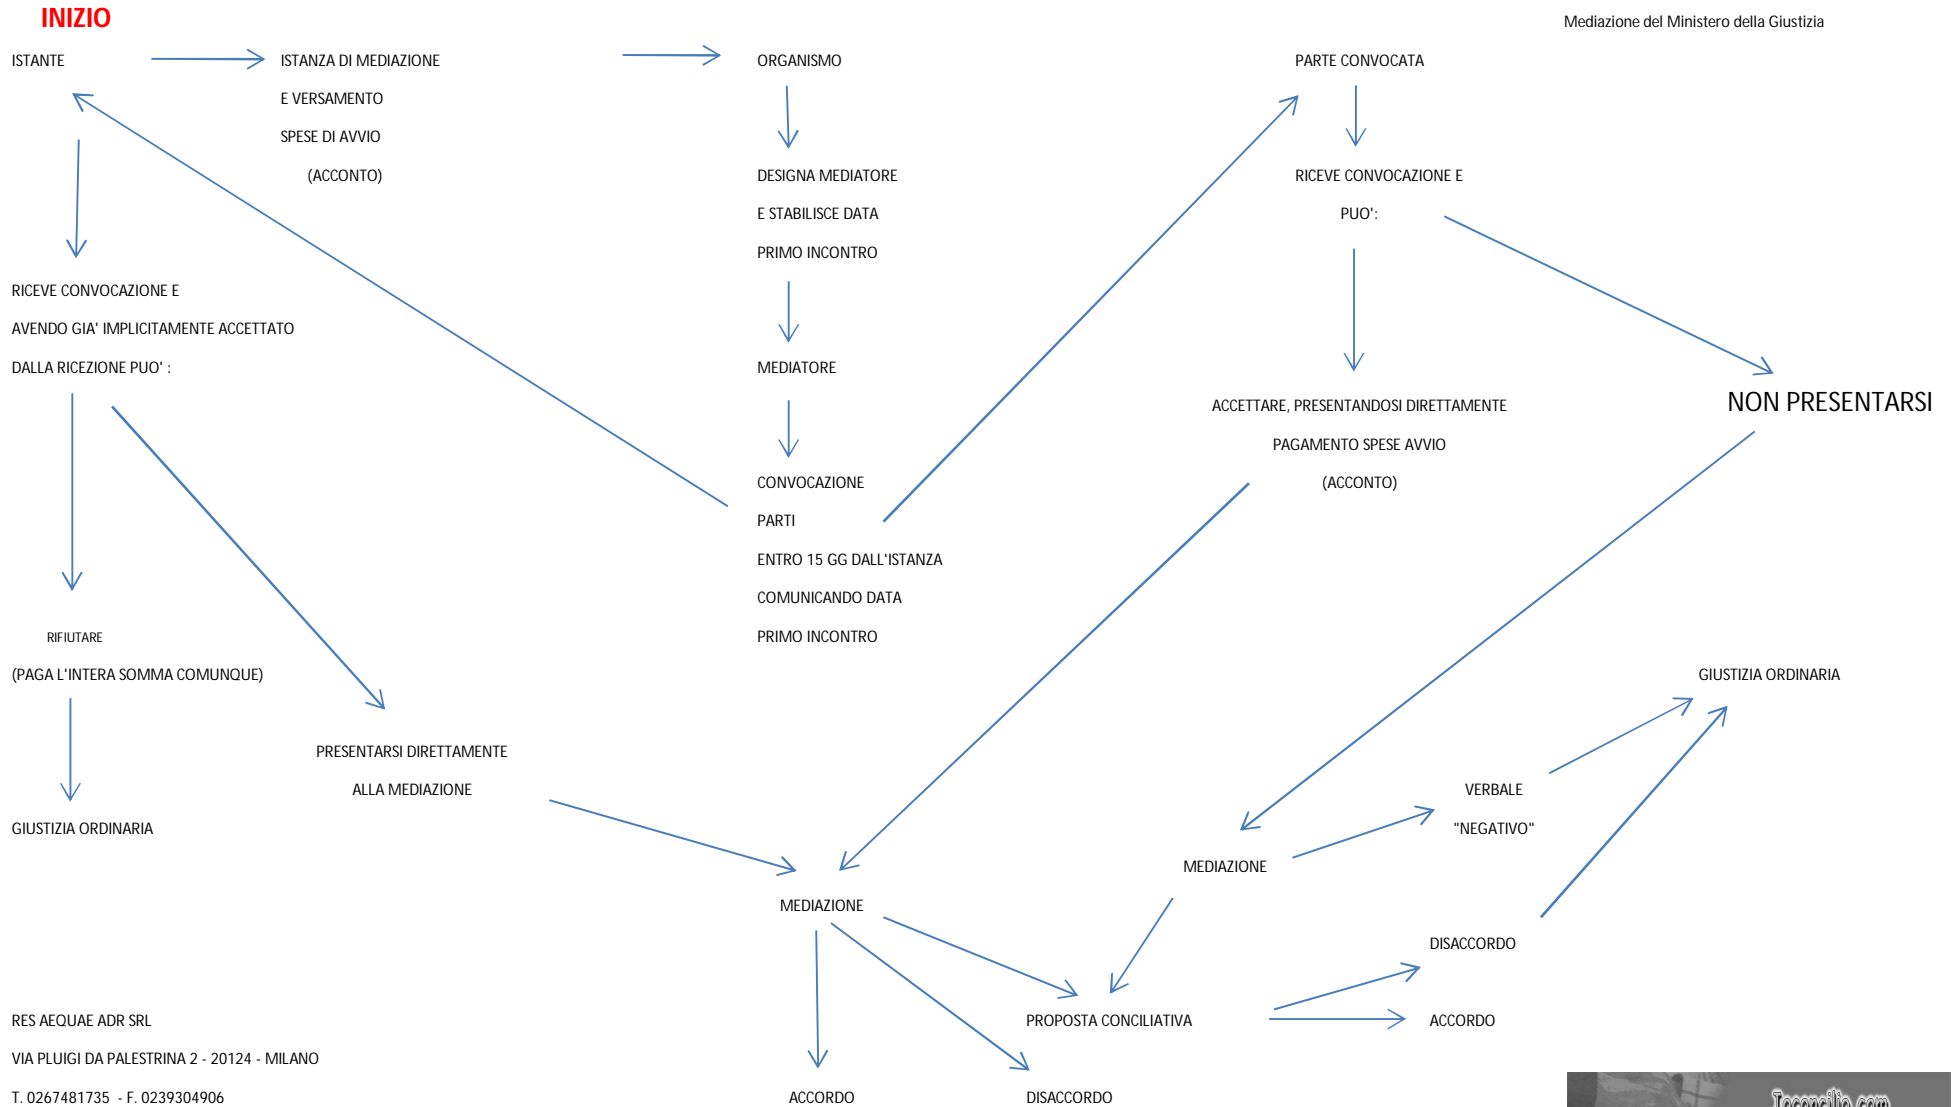 INIZIO
Mediazione del Ministero della Giustizia
ISTANTE
ISTANZA DI MEDIAZIONE
E VERSAMENTO
SPESE DI AVVIO
(ACCONTO)
ORGANISMO
DESIGNA MEDIATORE
E STABILISCE DATA
PRIMO INCONTRO
MEDIATORE
CONVOCAZIONE
PARTI
ENTRO 15 GG DALL'ISTANZA
COMUNICANDO DATA
PRIMO INCONTRO
PARTE CONVOCATA
RICEVE CONVOCAZIONE E
PUO':
ACCETTARE, PRESENTANDOSI DIRETTAMENTE
PAGAMENTO SPESE AVVIO
(ACCONTO)
NON PRESENTARSI
RICEVE CONVOCAZIONE E
AVENDO GIA' IMPLICITAMENTE ACCETTATO
DALLA RICEZIONE PUO' :
RIFIUTARE
(PAGA L'INTERA SOMMA COMUNQUE)
GIUSTIZIA ORDINARIA
PRESENTARSI DIRETTAMENTE
ALLA MEDIAZIONE
GIUSTIZIA ORDINARIA
VERBALE
"NEGATIVO"
MEDIAZIONE
MEDIAZIONE
DISACCORDO
PROPOSTA CONCILIATIVA
ACCORDO
ACCORDO
DISACCORDO
RES AEQUAE ADR SRL
VIA PLUIGI DA PALESTRINA 2 - 20124 - MILANO
T. 0267481735 - F. 0239304906
Ioconcilio.com